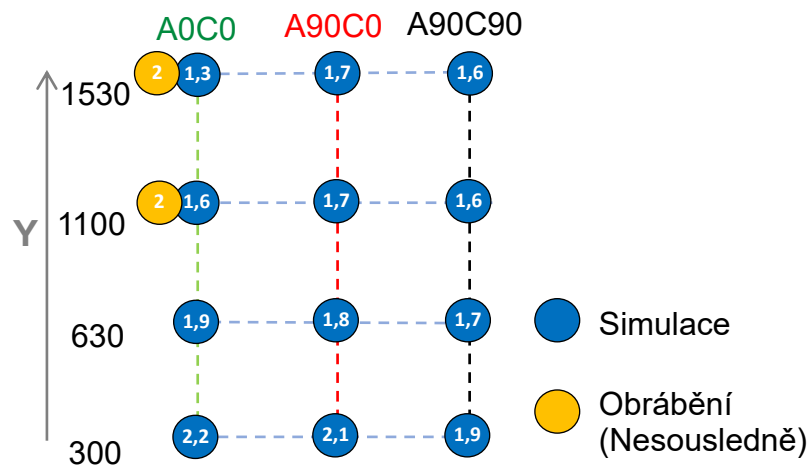 A0C0 A90C0 A90C90
1530 2 1,3 1,7 1,6
Y
1100 2 1,6 1,7 1,6
630 1,9 1,8 1,7
300 2,2 2,1 1,9
Simulace
Obrábění
(Nesousledně)